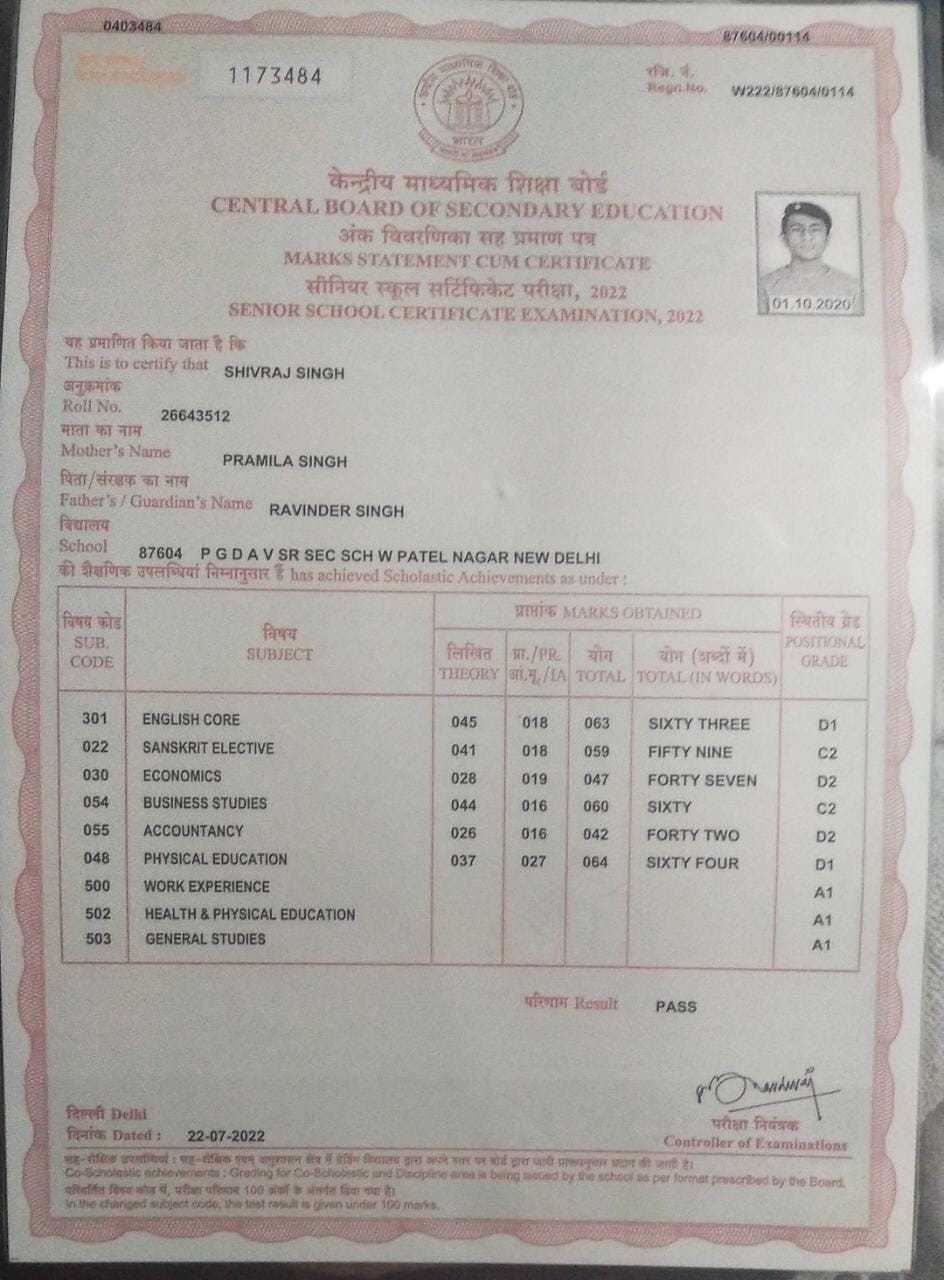 0403484
87604/00114
1173484
रजि. नं.
Regn.No. W222/87604/0114
भारत
केन्द्रीय माध्यमिक शिक्षा बोर्ड
CENTRAL BOARD OF SECONDARY EDUCATION
अंक विवरणिका सह प्रमाण पत्र
MARKS STATEMENT CUM CERTIFICATE
सीनियर स्कूल सर्टिफिकेट परीक्षा, 2022
SENIOR SCHOOL CERTIFICATE EXAMINATION, 2022
01.10.2020
यह प्रमाणित किया जाता है कि
This is to certify that SHIVRAJ SINGH
अनुक्रमांक
Roll No. 26643512
माता का नाम
Mother's Name PRAMILA SINGH
पिता/संरक्षक का नाम
Father's / Guardian's Name RAVINDER SINGH
विद्यालय
School 87604 P G D A V SR SEC SCH W PATEL NAGAR NEW DELHI
की शैक्षणिक उपलब्धियां निम्नानुसार हैं has achieved Scholastic Achievements as under :
विषय कोड SUB. CODE विषय SUBJECT प्राप्तांक MARKS OBTAINED स्थितीय ग्रेड POSITIONAL GRADE
लिखित THEORY प्रा./PR. आं.मू./IA योग TOTAL योग (शब्दों में) TOTAL (IN WORDS)
301 ENGLISH CORE 045 018 063 SIXTY THREE D1
022 SANSKRIT ELECTIVE 041 018 059 FIFTY NINE C2
030 ECONOMICS 028 019 047 FORTY SEVEN D2
054 BUSINESS STUDIES 044 016 060 SIXTY C2
055 ACCOUNTANCY 026 016 042 FORTY TWO D2
048 PHYSICAL EDUCATION 037 027 064 SIXTY FOUR D1
500 WORK EXPERIENCE A1
502 HEALTH & PHYSICAL EDUCATION A1
503 GENERAL STUDIES A1
परिणाम Result PASS
दिल्ली Delhi
दिनांक Dated : 22-07-2022
परीक्षा नियंत्रक
Controller of Examinations
सह-शैक्षिक उपलब्धियां : सह-शैक्षिक एवम् अनुशासन क्षेत्र में ग्रेडिंग विद्यालय द्वारा अपने स्तर पर बोर्ड द्वारा जारी प्रारूपनुसार प्रदान की जाती है।
Co-Scholastic achievements : Grading for Co-Scholastic and Discipline area is being issued by the school as per format prescribed by the Board.
परिवर्तित विषय कोड में, परीक्षा परिणाम 100 अंकों के अंतर्गत दिया गया है।
In the changed subject code, the test result is given under 100 marks.